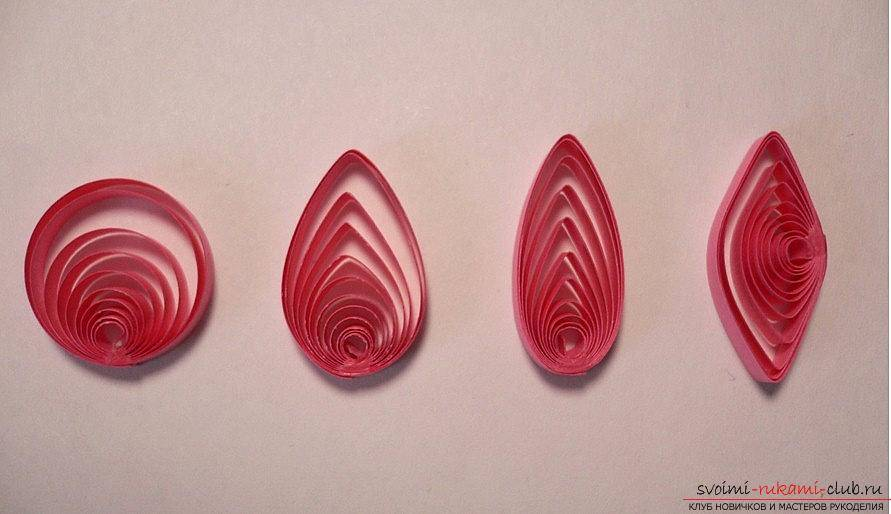 svoimi-rukami-club.ru
КЛУБ НОВИЧКОВ И МАСТЕРОВ РУКОДЕЛИЯ